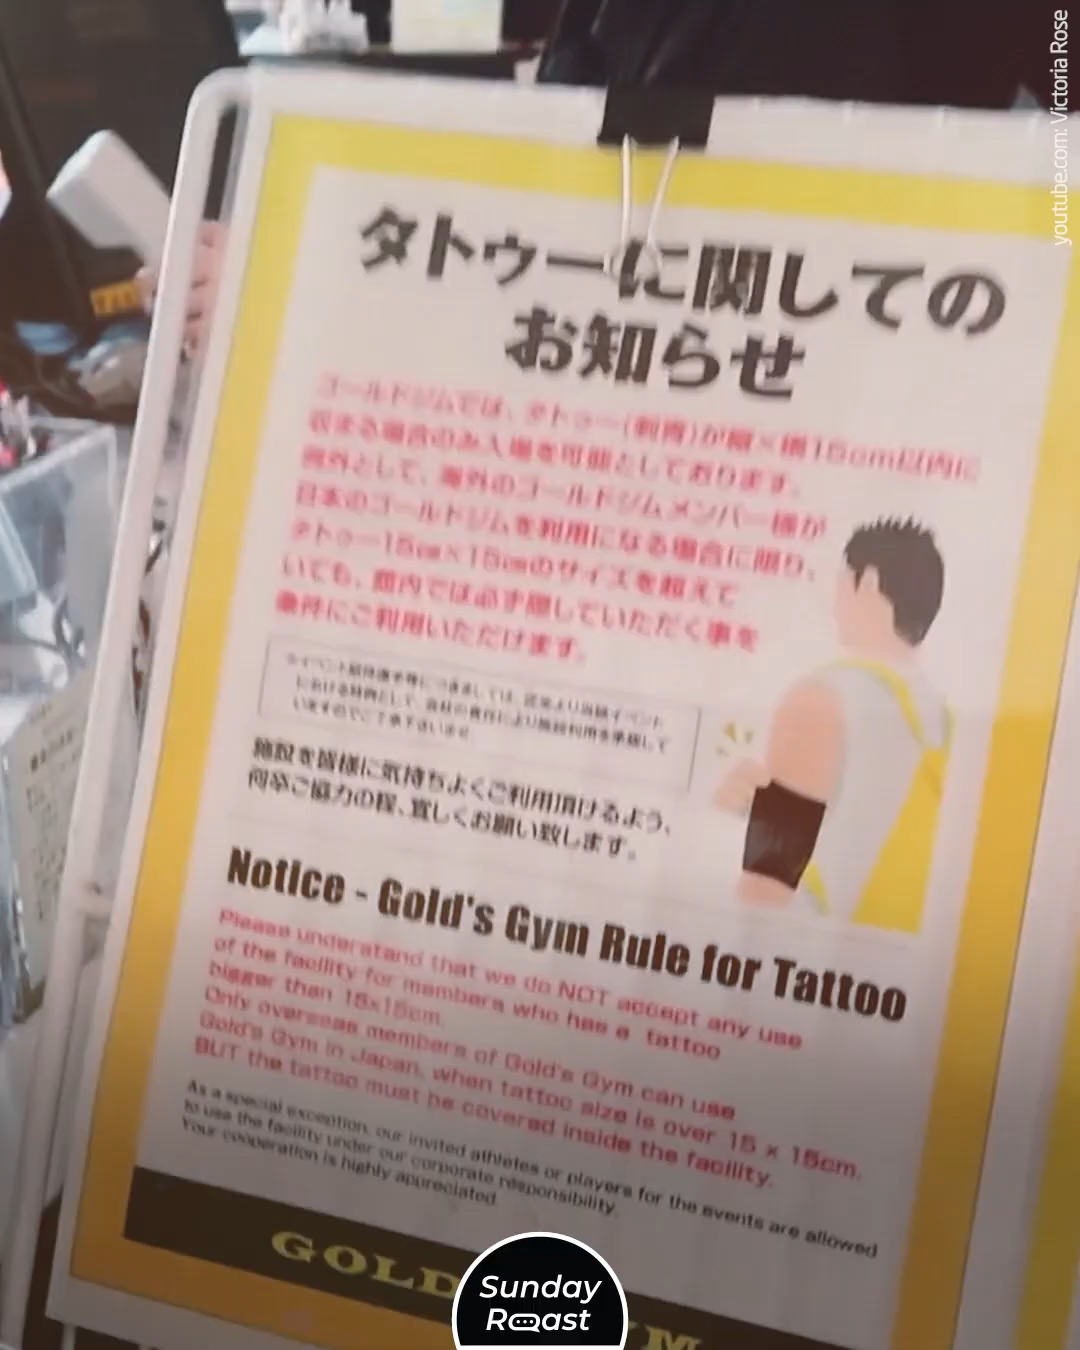 youtube.com: Victoria Rose
タトゥーに関しての
お知らせ
ゴールドジムでは、タトゥー(刺青)が縦×横15cm以内に
収まる場合のみ入場を可能としております。
例外として、海外のゴールドジムメンバー様が
日本のゴールドジムを利用になる場合に限り、
タトゥー15cm×15cmのサイズを超えて
いても、館内では必ず隠していただく事を
条件にご利用いただけます。
施設を皆様に気持ちよくご利用頂けるよう、
何卒ご協力の程、宜しくお願い致します。
Notice - Gold's Gym Rule for Tattoo
Please understand that we do NOT accept any use
of the facility for members who has a tattoo
bigger than 15x15cm.
Only overseas members of Gold's Gym can use
Gold's Gym in Japan, when tattoo size is over 15 x 15cm.
BUT the tattoo must be covered inside the facility.
As a special exception, our invited athletes or players for the events are allowed
to use the facility under our corporate responsibility.
Your cooperation is highly appreciated.
GOLD
M
Sunday
Roast